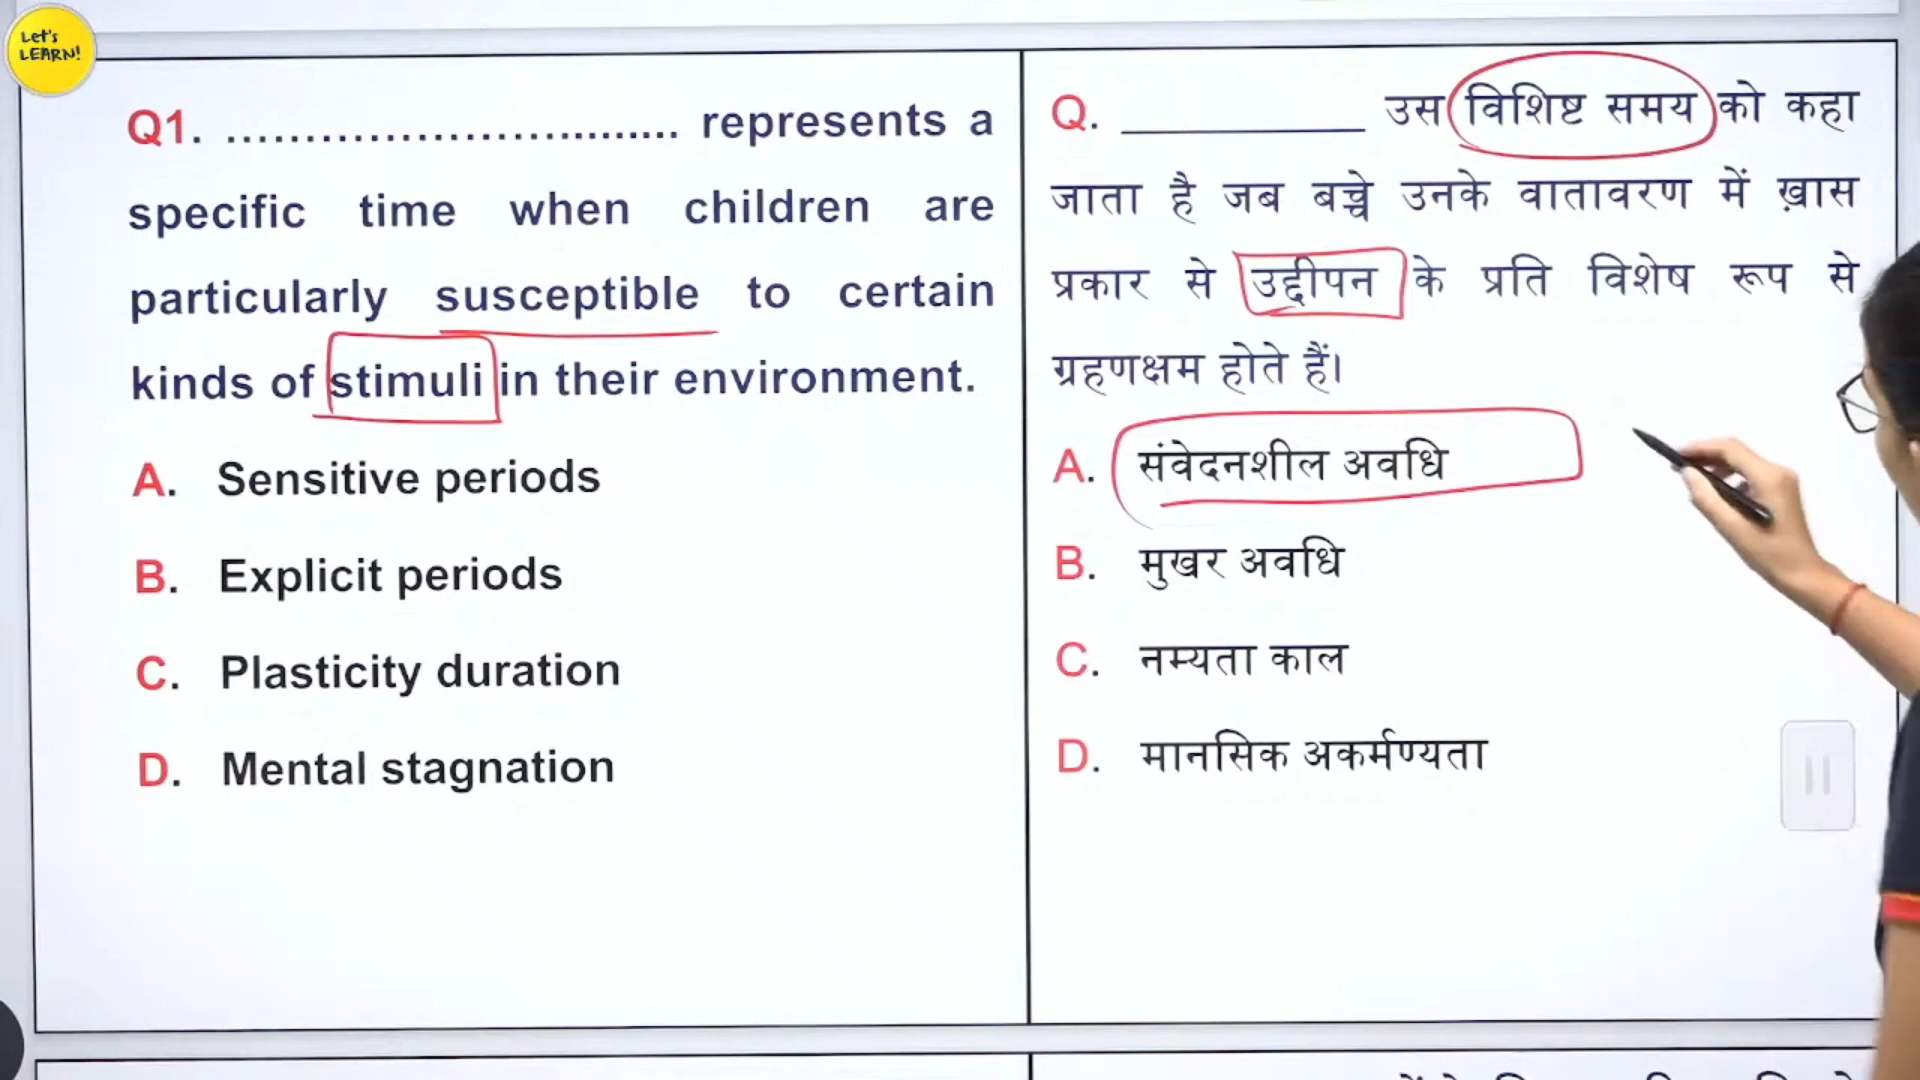 Let's
LEARN!
Q1. ................................ represents a
specific time when children are
particularly susceptible to certain
kinds of stimuli in their environment.
A. Sensitive periods
B. Explicit periods
C. Plasticity duration
D. Mental stagnation
Q. ___________ उस विशिष्ट समय को कहा
जाता है जब बच्चे उनके वातावरण में ख़ास
प्रकार से उद्दीपन के प्रति विशेष रूप से
ग्रहणक्षम होते हैं।
A. संवेदनशील अवधि
B. मुखर अवधि
C. नम्यता काल
D. मानसिक अकर्मण्यता